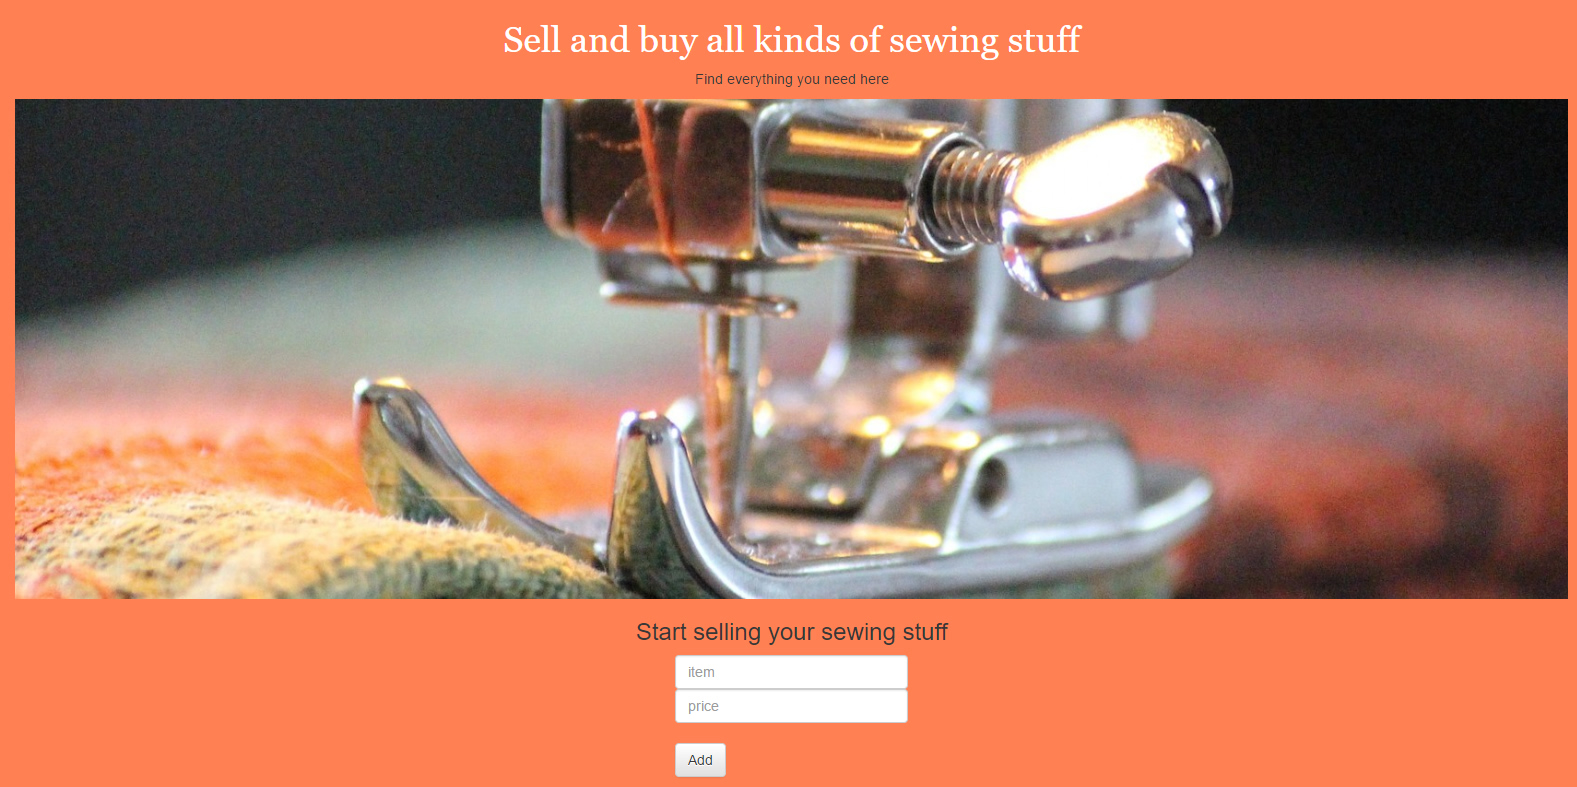 Sell and buy all kinds of sewing stuff
Find everything you need here
Start selling your sewing stuff
item
price
Add